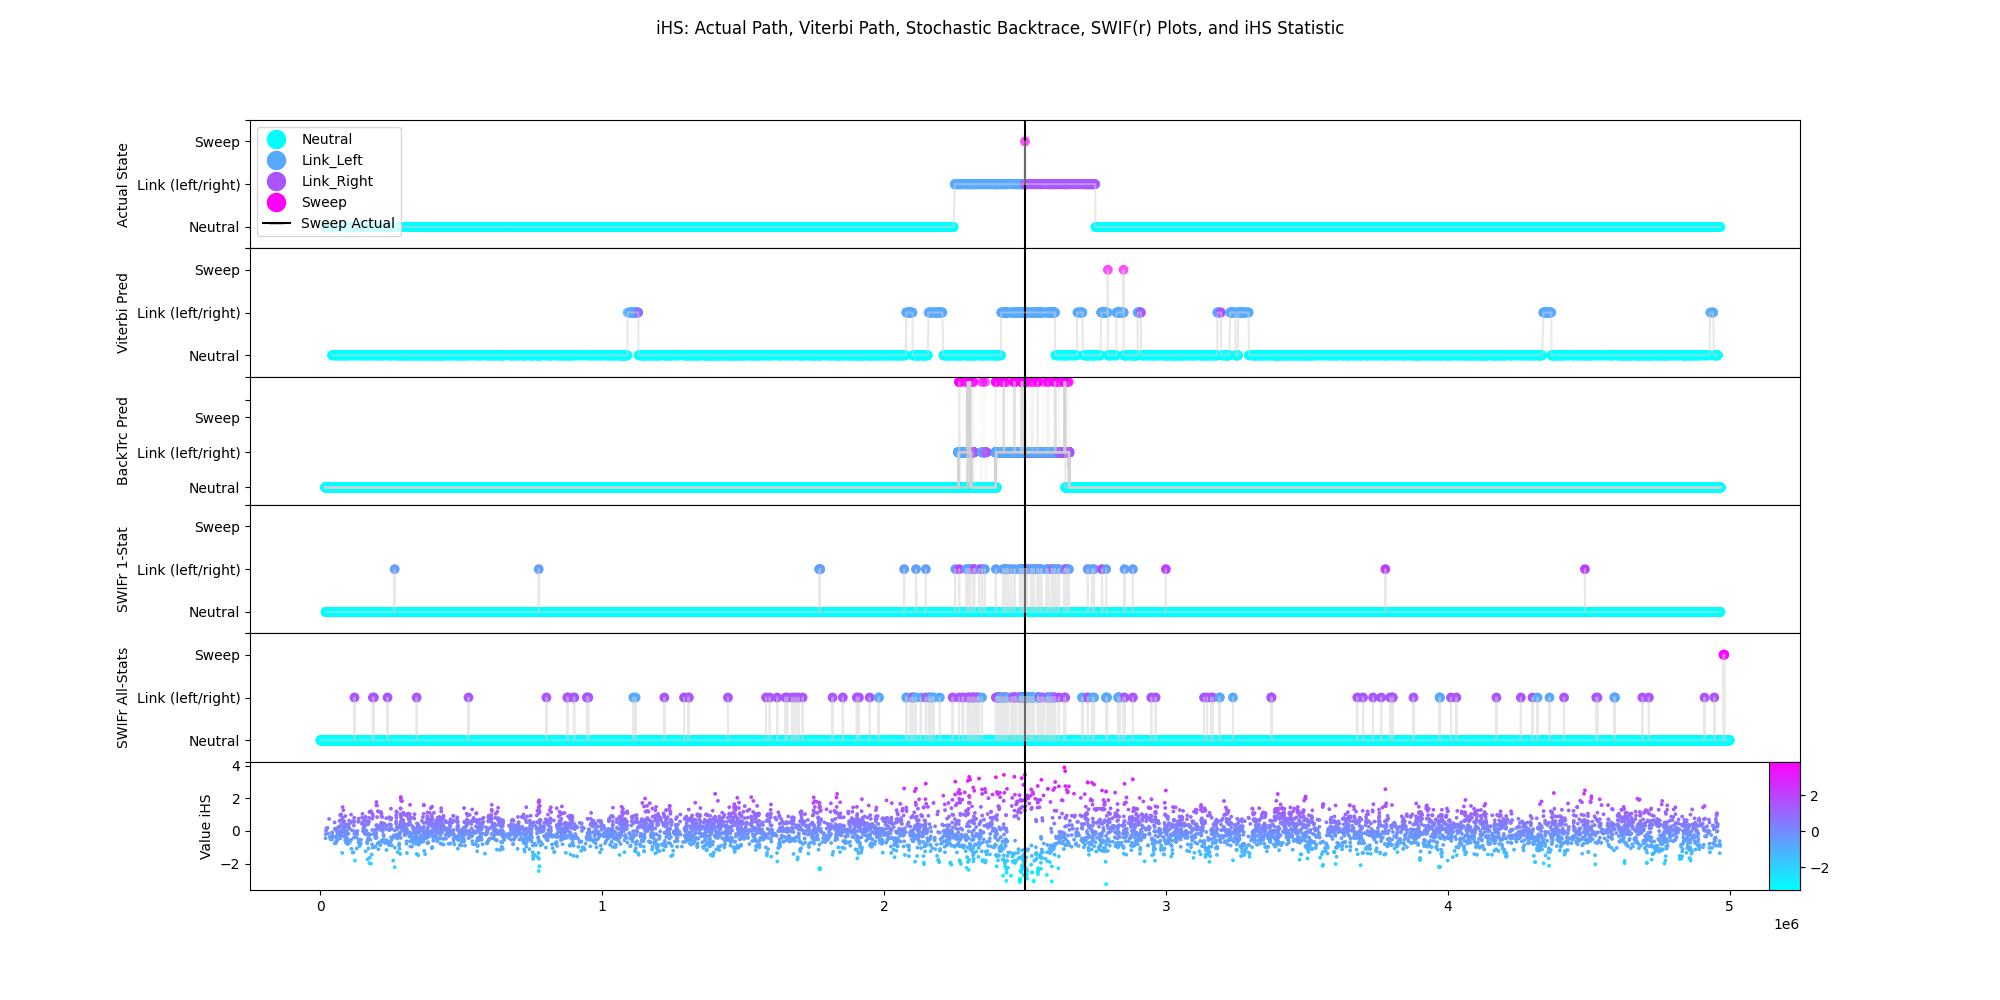 iHS: Actual Path, Viterbi Path, Stochastic Backtrace, SWIF(r) Plots, and iHS Statistic
Actual State
Sweep
Link (left/right)
Neutral
Neutral
Link_Left
Link_Right
Sweep
Sweep Actual
Viterbi Pred
Sweep
Link (left/right)
Neutral
BackTrc Pred
Sweep
Link (left/right)
Neutral
SWIFr 1-Stat
Sweep
Link (left/right)
Neutral
SWIFr All-Stats
Sweep
Link (left/right)
Neutral
Value iHS
4
2
0
−2
2
0
−2
0 1 2 3 4 5
1e6